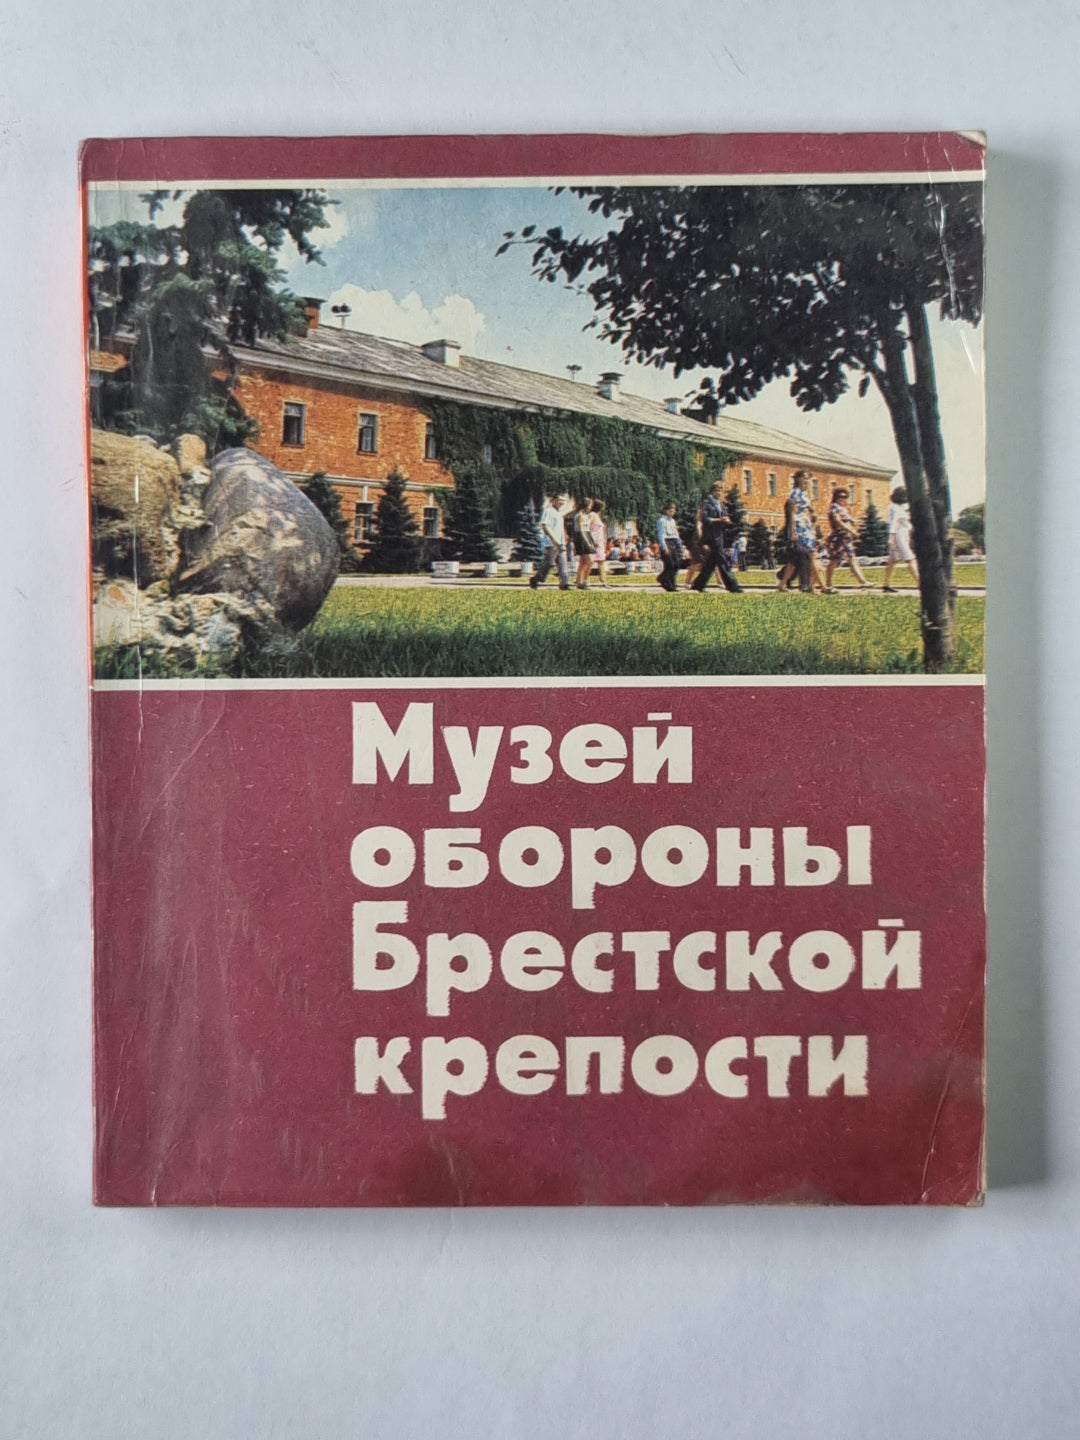 Музей
обороны
Брестской
крепости